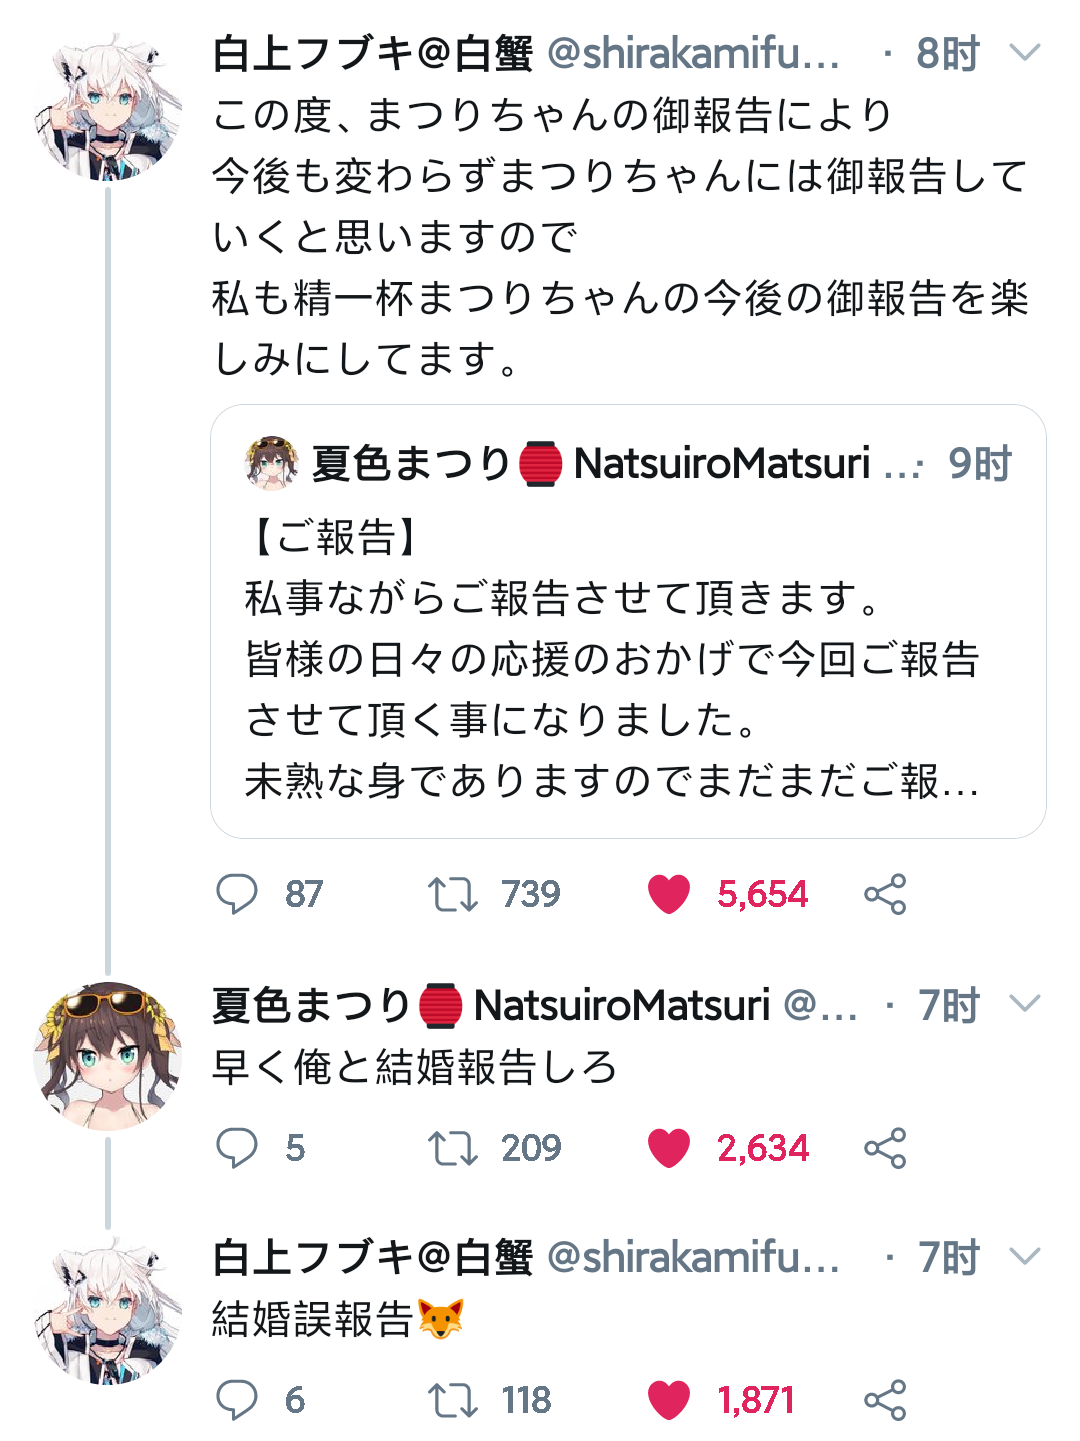 白上フブキ@白蟹 @shirakamifu... · 8时
この度、まつりちゃんの御報告により
今後も変わらずまつりちゃんには御報告して
いくと思いますので
私も精一杯まつりちゃんの今後の御報告を楽
しみにしてます。
夏色まつり🏮NatsuiroMatsuri ...· 9时
【ご報告】
私事ながらご報告させて頂きます。
皆様の日々の応援のおかげで今回ご報告
させて頂く事になりました。
未熟な身でありますのでまだまだご報...
87 739 5,654
夏色まつり🏮NatsuiroMatsuri @... · 7时
早く俺と結婚報告しろ
5 209 2,634
白上フブキ@白蟹 @shirakamifu... · 7时
結婚誤報告🦊
6 118 1,871